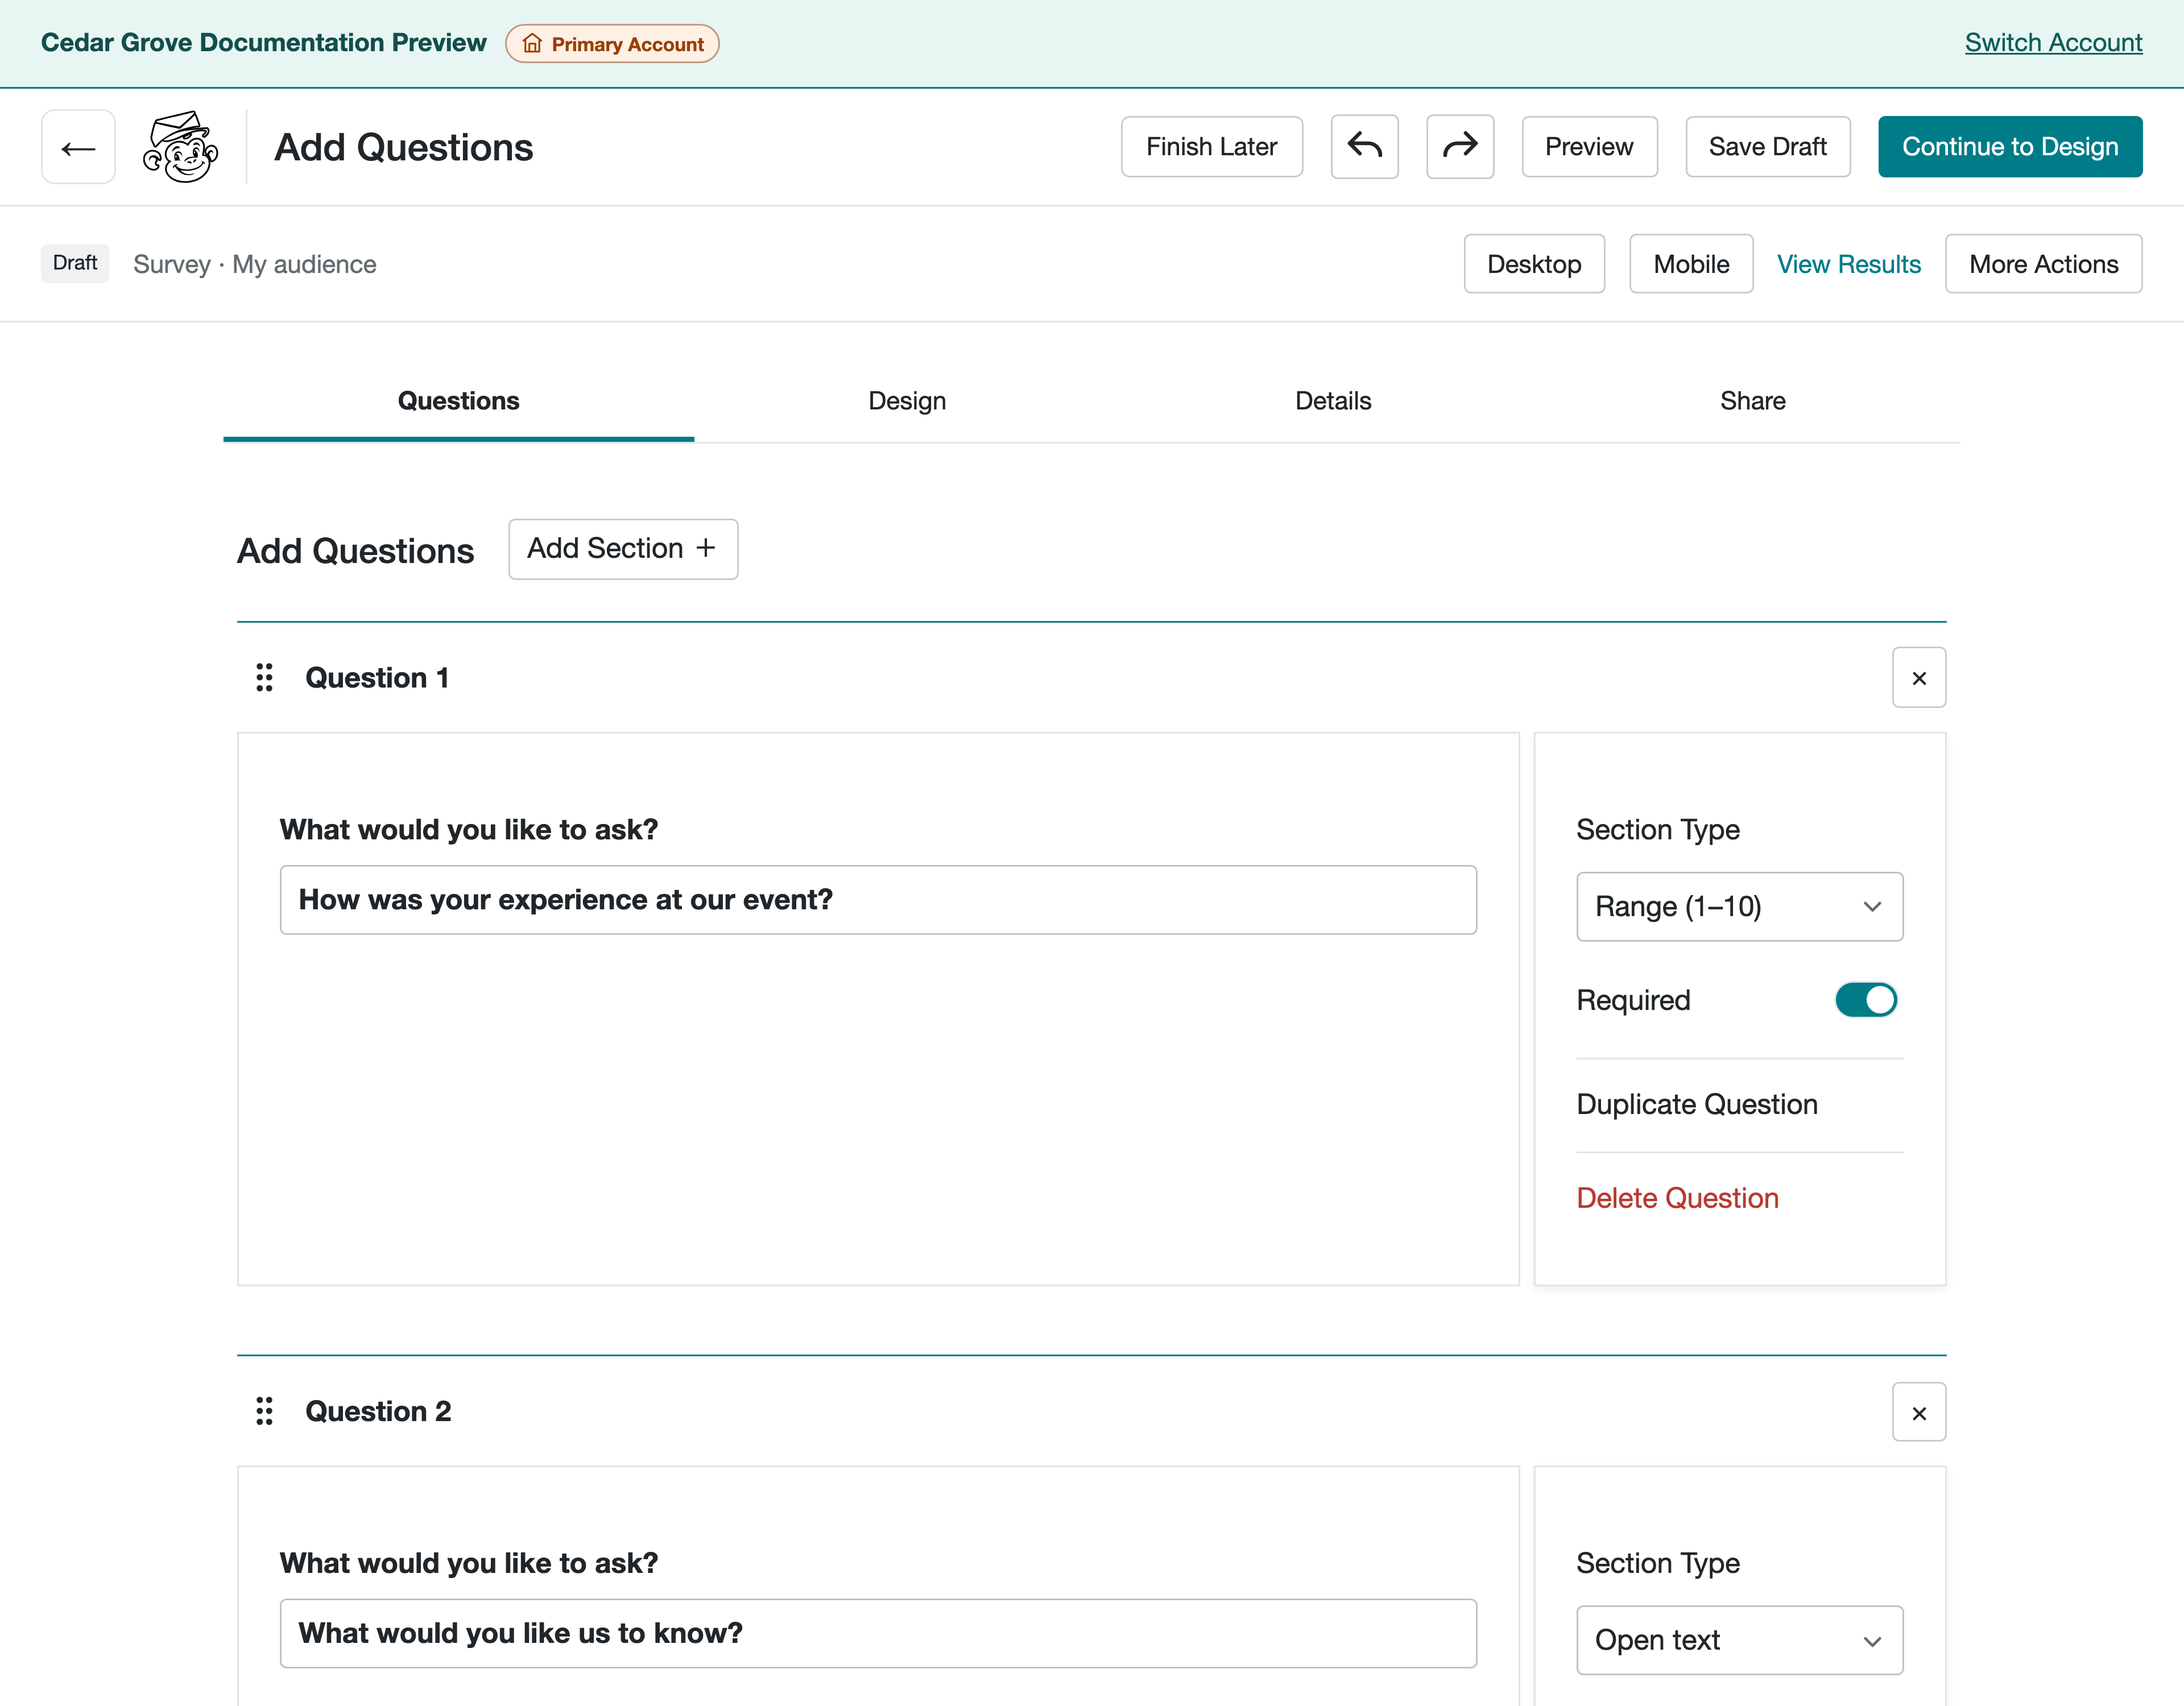 Cedar Grove Documentation Preview Primary Account Switch Account
Add Questions Finish Later Preview Save Draft Continue to Design
Draft Survey · My audience Desktop Mobile View Results More Actions
Questions Design Details Share
Add Questions Add Section +
Question 1
What would you like to ask? Section Type
How was your experience at our event? Range (1–10)
Required
Duplicate Question
Delete Question
Question 2
What would you like to ask? Section Type
What would you like us to know? Open text